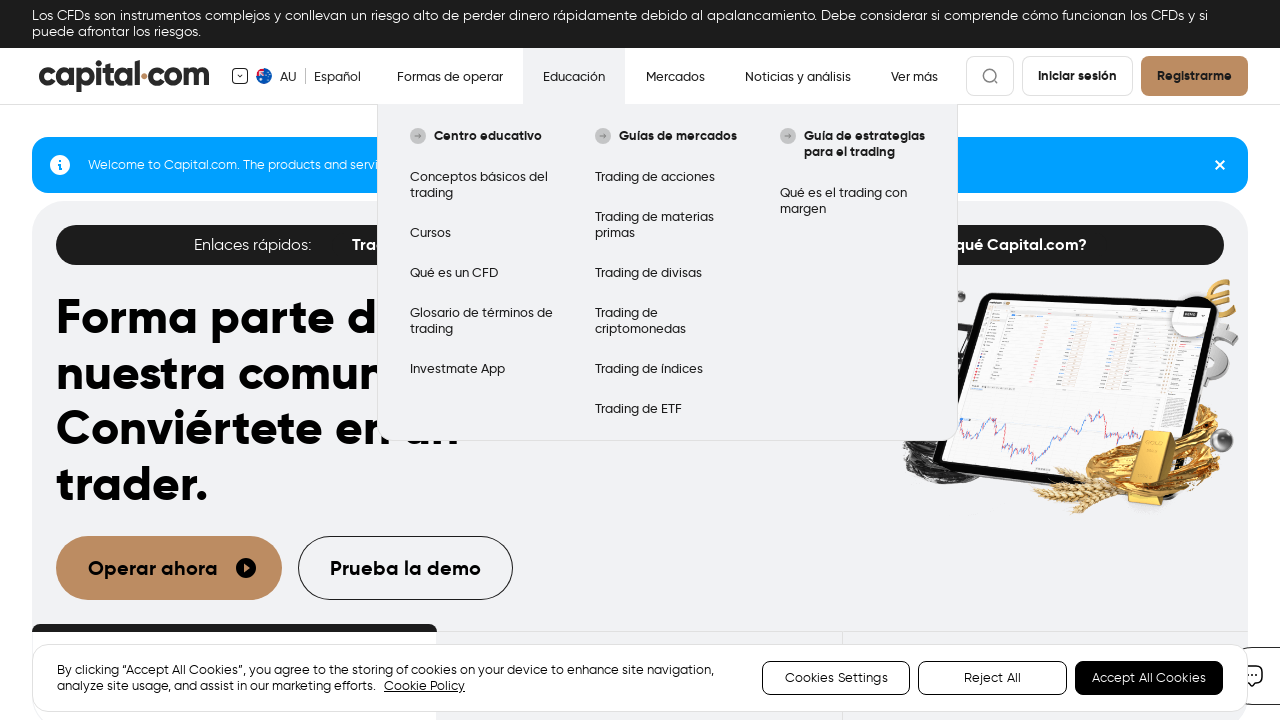 Los CFDs son instrumentos complejos y conllevan un riesgo alto de perder dinero rápidamente debido al apalancamiento. Debe considerar si comprende cómo funcionan los CFDs y si
puede afrontar los riesgos.
capital.com
AU
Español
Formas de operar
Educación
Mercados
Noticias y análisis
Ver más
Iniciar sesión
Registrarme
Centro educativo
Conceptos básicos del
trading
Cursos
Qué es un CFD
Glosario de términos de
trading
Investmate App
Guías de mercados
Trading de acciones
Trading de materias
primas
Trading de divisas
Trading de
criptomonedas
Trading de índices
Trading de ETF
Guía de estrategias
para el trading
Qué es el trading con
margen
Welcome to Capital.com. The products and
Enlaces rápidos:
qué Capital.com?
Forma parte
nuestra
Conviértete en un
trader.
Operar ahora
Prueba la demo
By clicking “Accept All Cookies”, you agree to the storing of cookies on your device to enhance site navigation,
analyze site usage, and assist in our marketing efforts. Cookie Policy
Cookies Settings
Reject All
Accept All Cookies